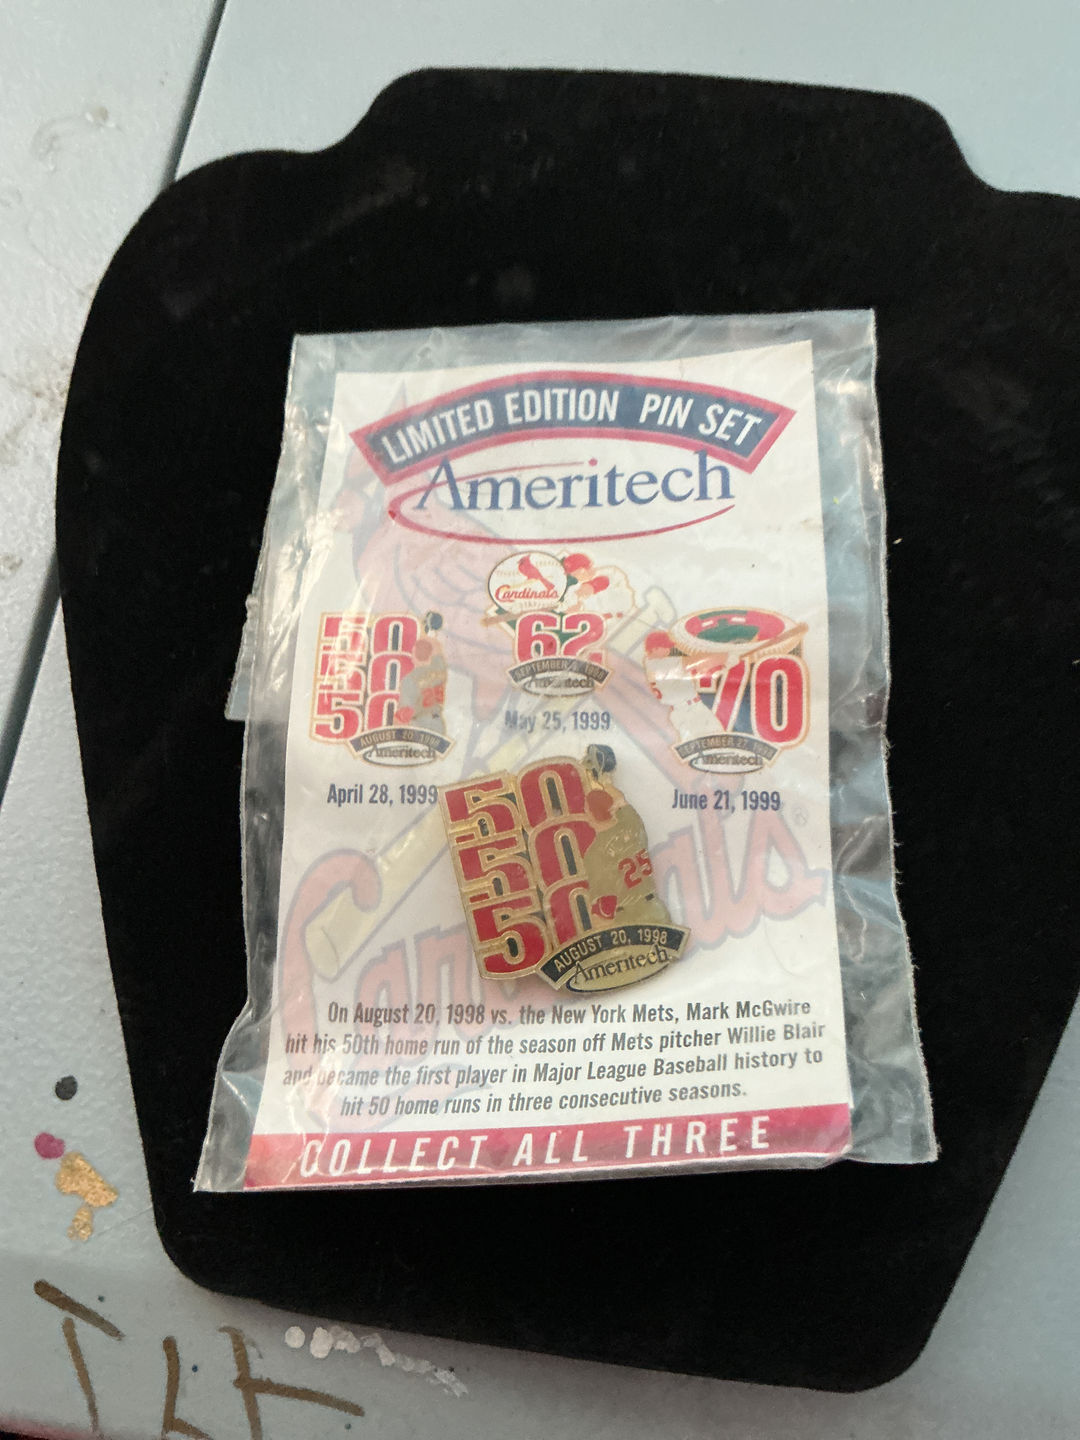 LIMITED EDITION PIN SET
Ameritech
Cardinals
50
50
50
25
AUGUST 20, 1998
Ameritech
62
Ameritech
70
Ameritech
May 25, 1999
April 28, 1999
June 21, 1999
50
50
50
25
AUGUST 20, 1998
Ameritech
Cardinals
On August 20, 1998 vs. the New York Mets, Mark McGwire
hit his 50th home run of the season off Mets pitcher Willie Blair
and became the first player in Major League Baseball history to
hit 50 home runs in three consecutive seasons.
COLLECT ALL THREE